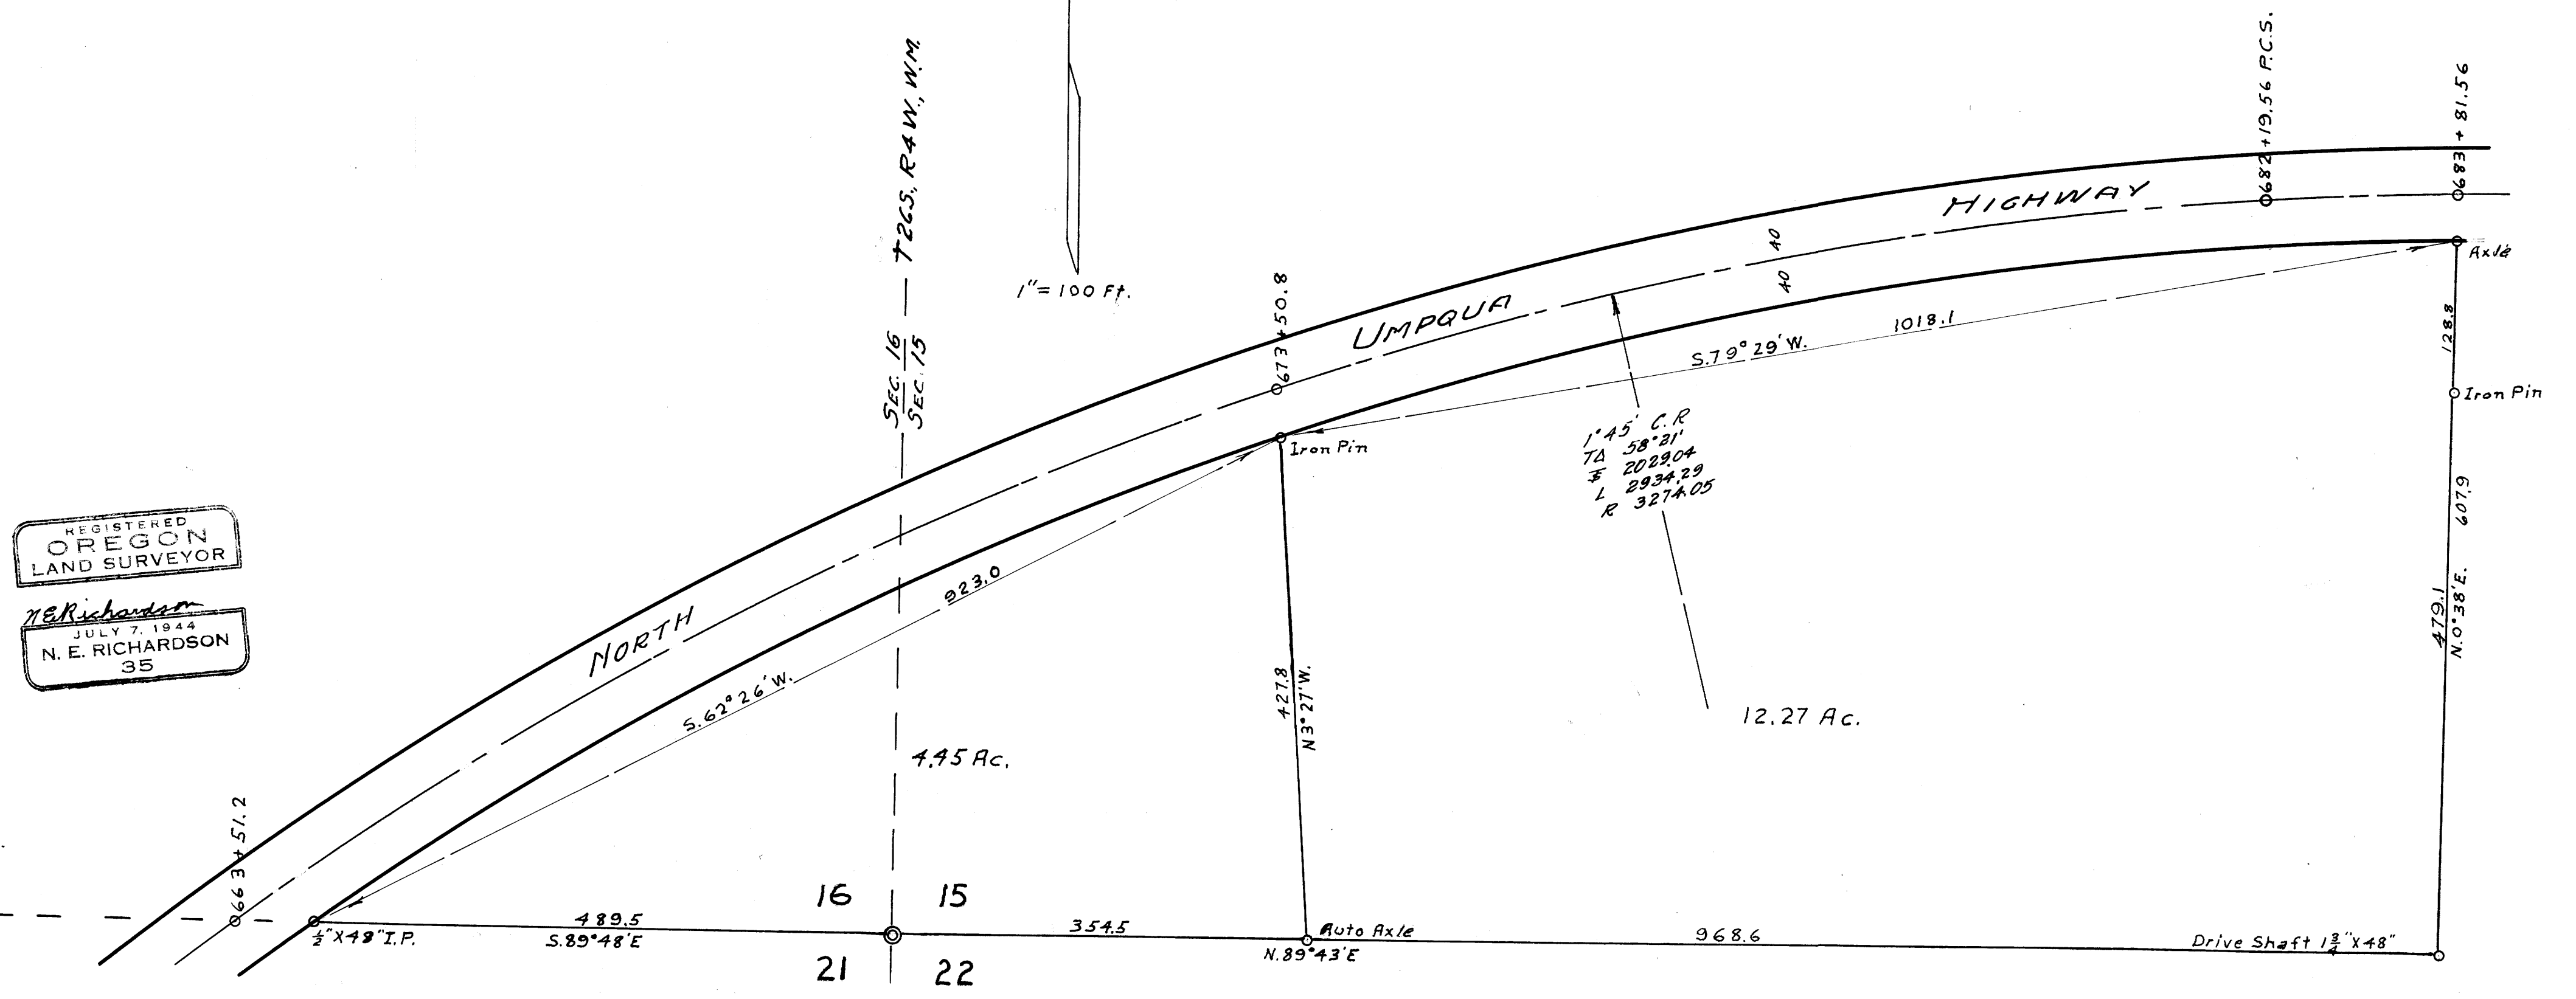 T26S., R4W., W.M.
SEC. 16
SEC. 15
1"= 100 Ft.
NORTH
UMPQUA
HIGHWAY
663+51.2
673+50.8
682+19.56 P.C.S.
683+81.56
40
40
Axle
128.8
Iron Pin
1018.1
S.79°29'W.
Iron Pin
1°45' C.R
TΔ 58°21'
2029.04
L 2934.29
R 3274.05
607.9
N.0°38'E.
479.1
REGISTERED
OREGON
LAND SURVEYOR
N E Richardson
JULY 7, 1944
N. E. RICHARDSON
35
923.0
S.62°26'W.
427.8
N3°27'W.
12.27 Ac.
4.45 Ac.
16 15
½"X48" I.P.
489.5
S.89°48'E
354.5
Auto Axle
N.89°43'E
968.6
Drive Shaft 1¾"X48"
21 22